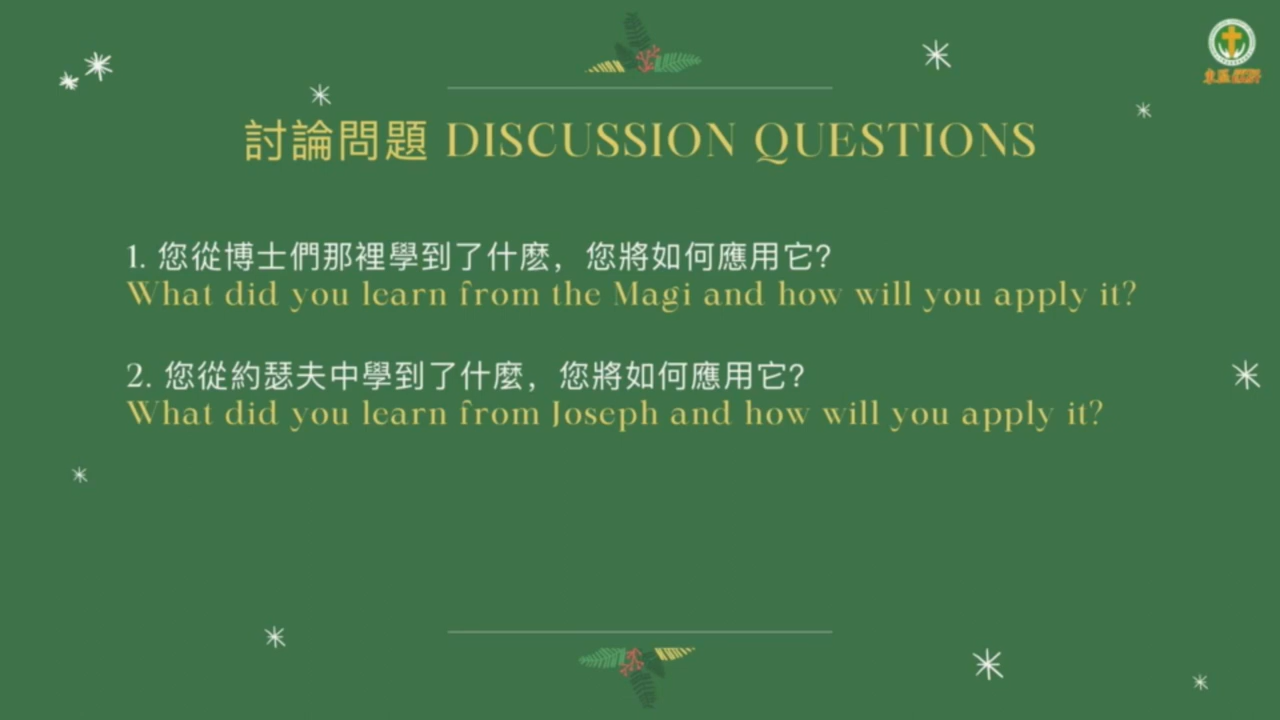 討論問題 DISCUSSION QUESTIONS
1. 您從博士們那裡學到了什麽，您將如何應用它?
What did you learn from the Magi and how will you apply it?
2. 您從約瑟夫中學到了什麼，您將如何應用它?
What did you learn from Joseph and how will you apply it?